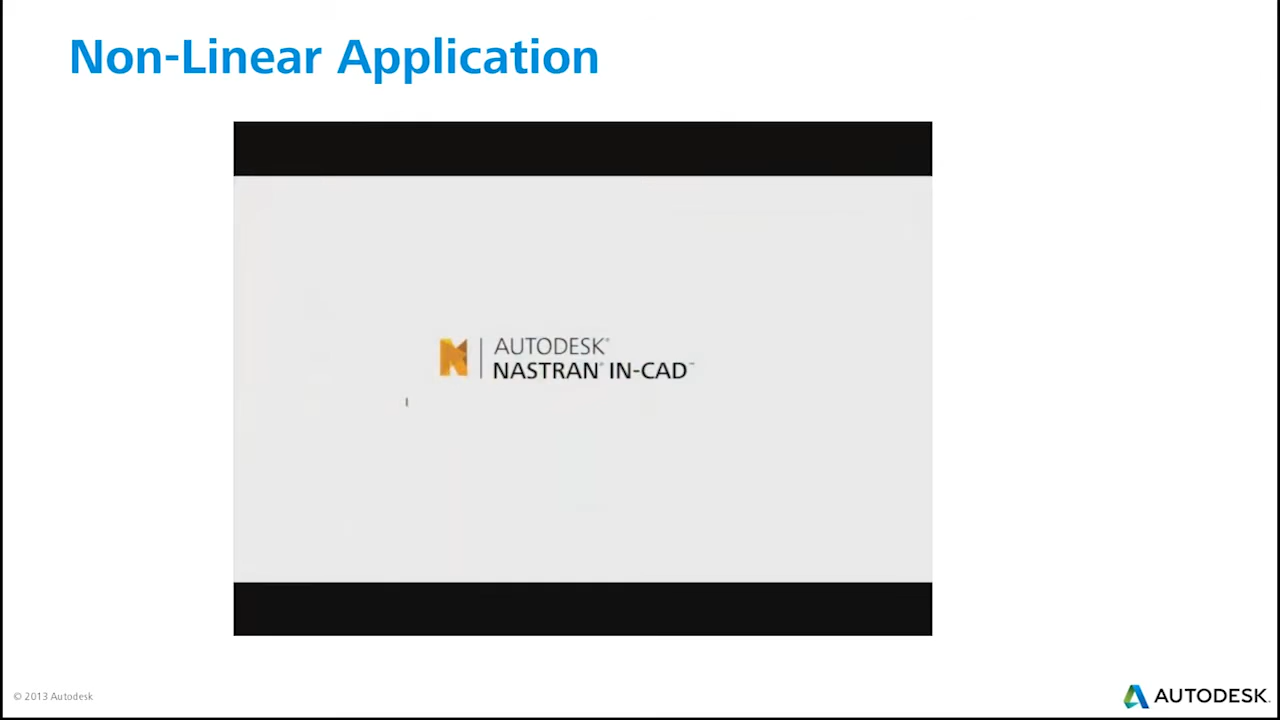 Non-Linear Application
AUTODESK®
NASTRAN® IN-CAD™
© 2013 Autodesk
AUTODESK.